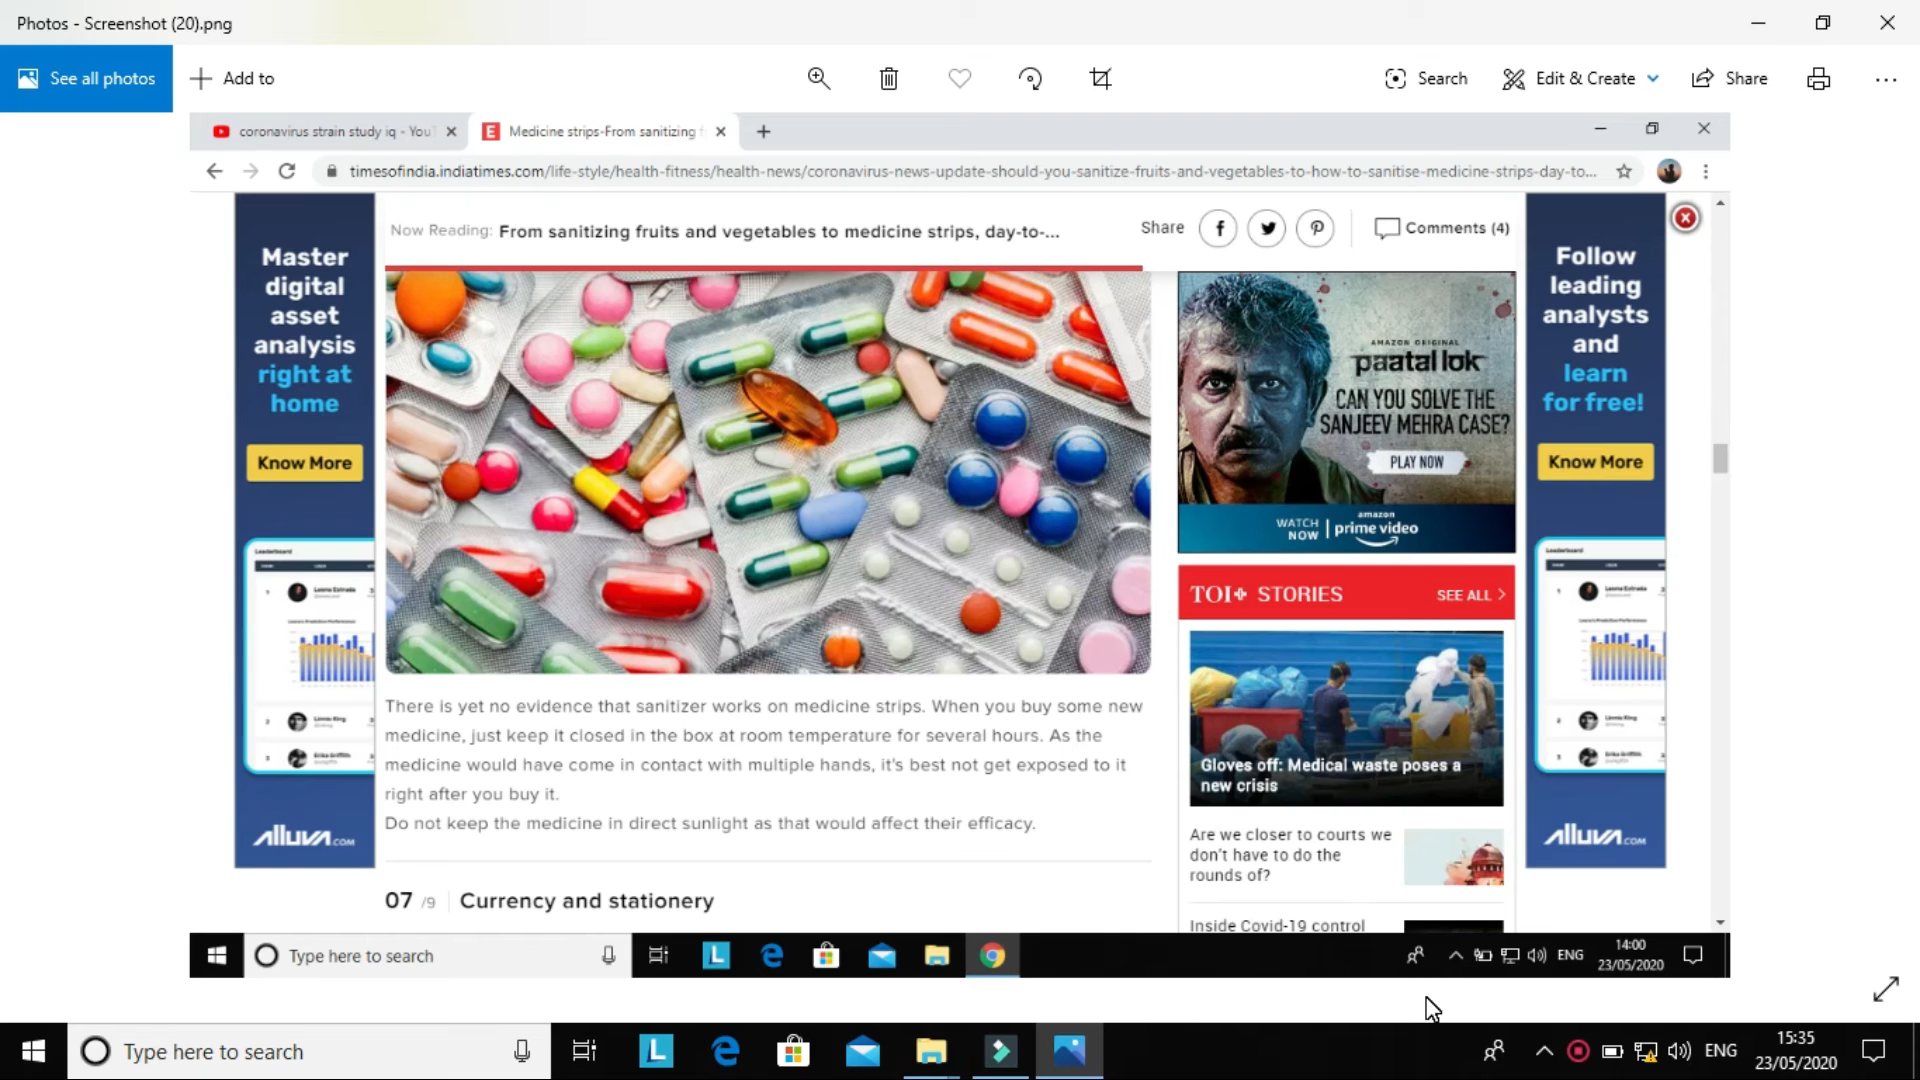 Photos - Screenshot (20).png
See all photos
Add to
Search
Edit & Create
Share
coronavirus strain study iq - YouT
Medicine strips-From sanitizing f
timesofindia.indiatimes.com/life-style/health-fitness/health-news/coronavirus-news-update-should-you-sanitize-fruits-and-vegetables-to-how-to-sanitise-medicine-strips-day-to...
Master
digital
asset
analysis
right at
home
Know More
Leaderboard
alluva.com
Now Reading: From sanitizing fruits and vegetables to medicine strips, day-to-...
Share
Comments (4)
There is yet no evidence that sanitizer works on medicine strips. When you buy some new
medicine, just keep it closed in the box at room temperature for several hours. As the
medicine would have come in contact with multiple hands, it's best not get exposed to it
right after you buy it.
Do not keep the medicine in direct sunlight as that would affect their efficacy.
07 /9 Currency and stationery
AMAZON ORIGINAL
paatal lok
CAN YOU SOLVE THE
SANJEEV MEHRA CASE?
PLAY NOW
WATCH NOW
amazon
prime video
TOI+ STORIES
SEE ALL
Gloves off: Medical waste poses a
new crisis
Are we closer to courts we
don't have to do the
rounds of?
Inside Covid-19 control
Follow
leading
analysts
and
learn
for free!
Know More
Leaderboard
alluva.com
Type here to search
ENG
14:00
23/05/2020
Type here to search
ENG
15:35
23/05/2020